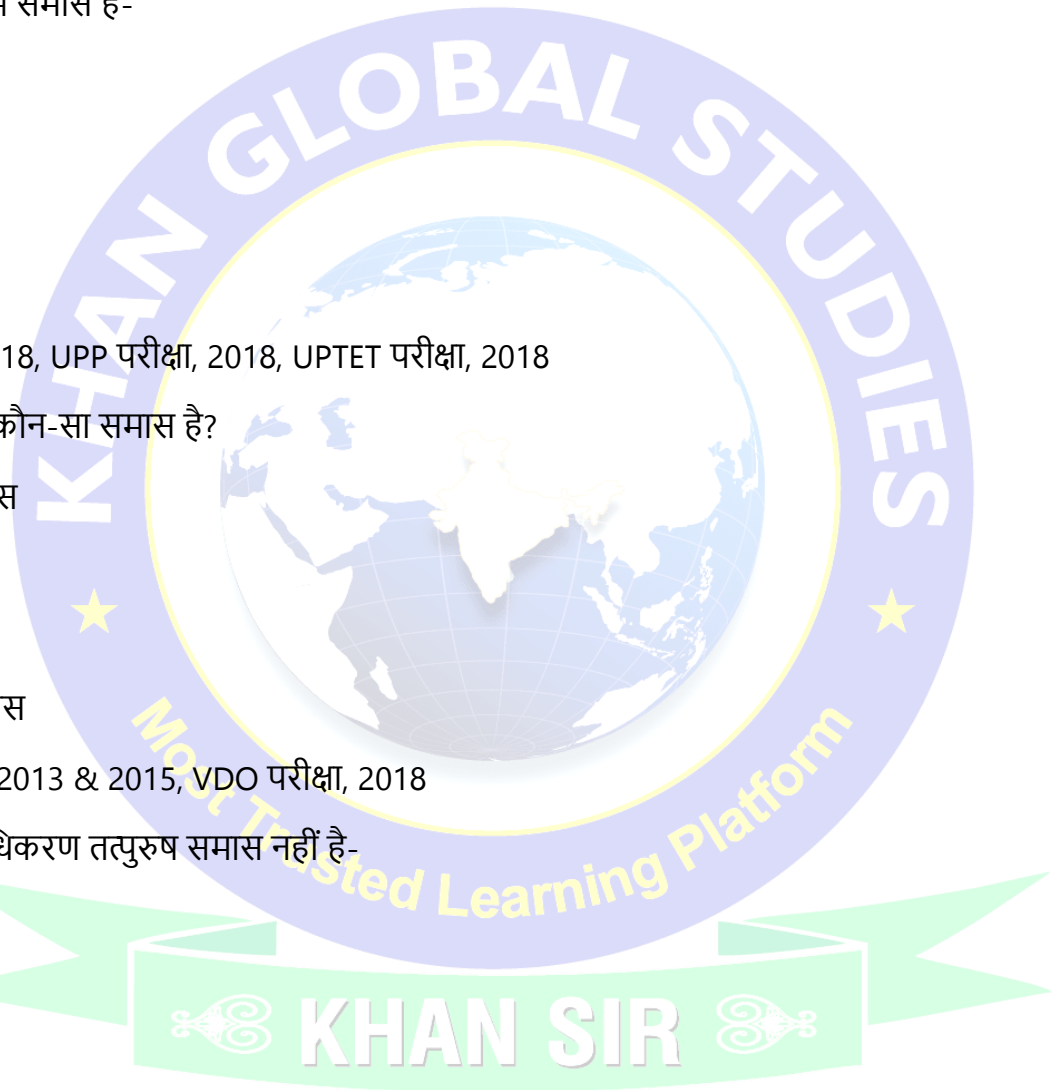 समास है-
KHAN GLOBAL STUDIES
18, UPP परीक्षा, 2018, UPTET परीक्षा, 2018
कौन-सा समास है?
स
स
2013 & 2015, VDO परीक्षा, 2018
धिकरण तत्पुरुष समास नहीं है-
Most Trusted Learning Platform
KHAN SIR